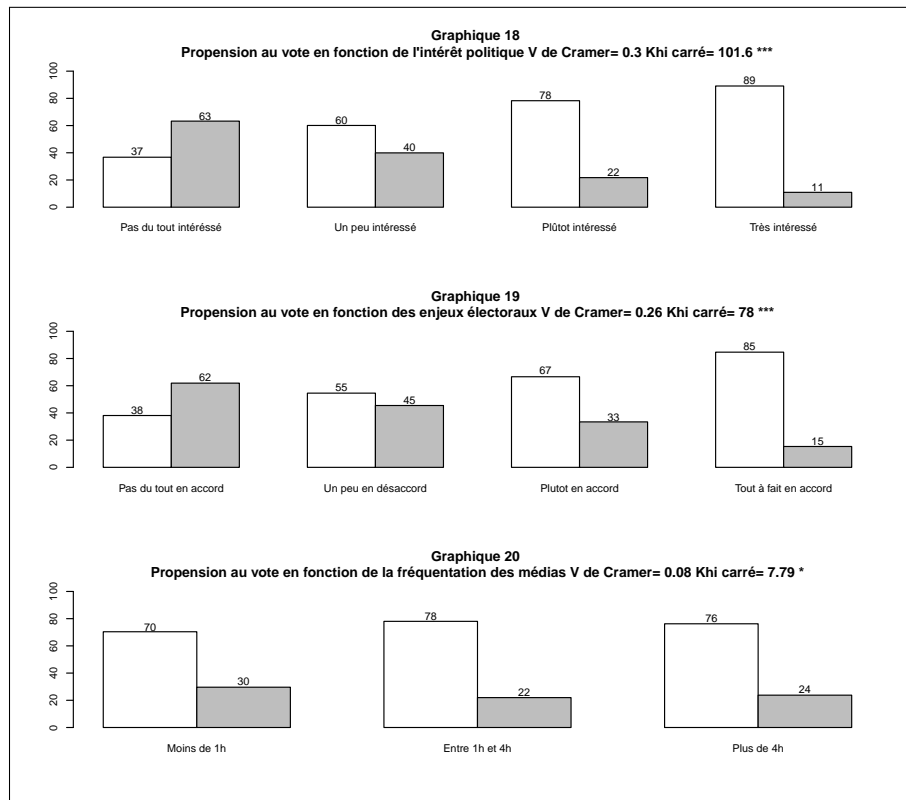 Graphique 18
Propension au vote en fonction de l'intérêt politique V de Cramer= 0.3 Khi carré= 101.6 ***
100
80
60
40
20
0
37
63
60
40
78
22
89
11
Pas du tout intéréssé
Un peu intéressé
Plûtot intéressé
Très intéressé
Graphique 19
Propension au vote en fonction des enjeux électoraux V de Cramer= 0.26 Khi carré= 78 ***
100
80
60
40
20
0
38
62
55
45
67
33
85
15
Pas du tout en accord
Un peu en désaccord
Plutot en accord
Tout à fait en accord
Graphique 20
Propension au vote en fonction de la fréquentation des médias V de Cramer= 0.08 Khi carré= 7.79 *
100
80
60
40
20
0
70
30
78
22
76
24
Moins de 1h
Entre 1h et 4h
Plus de 4h